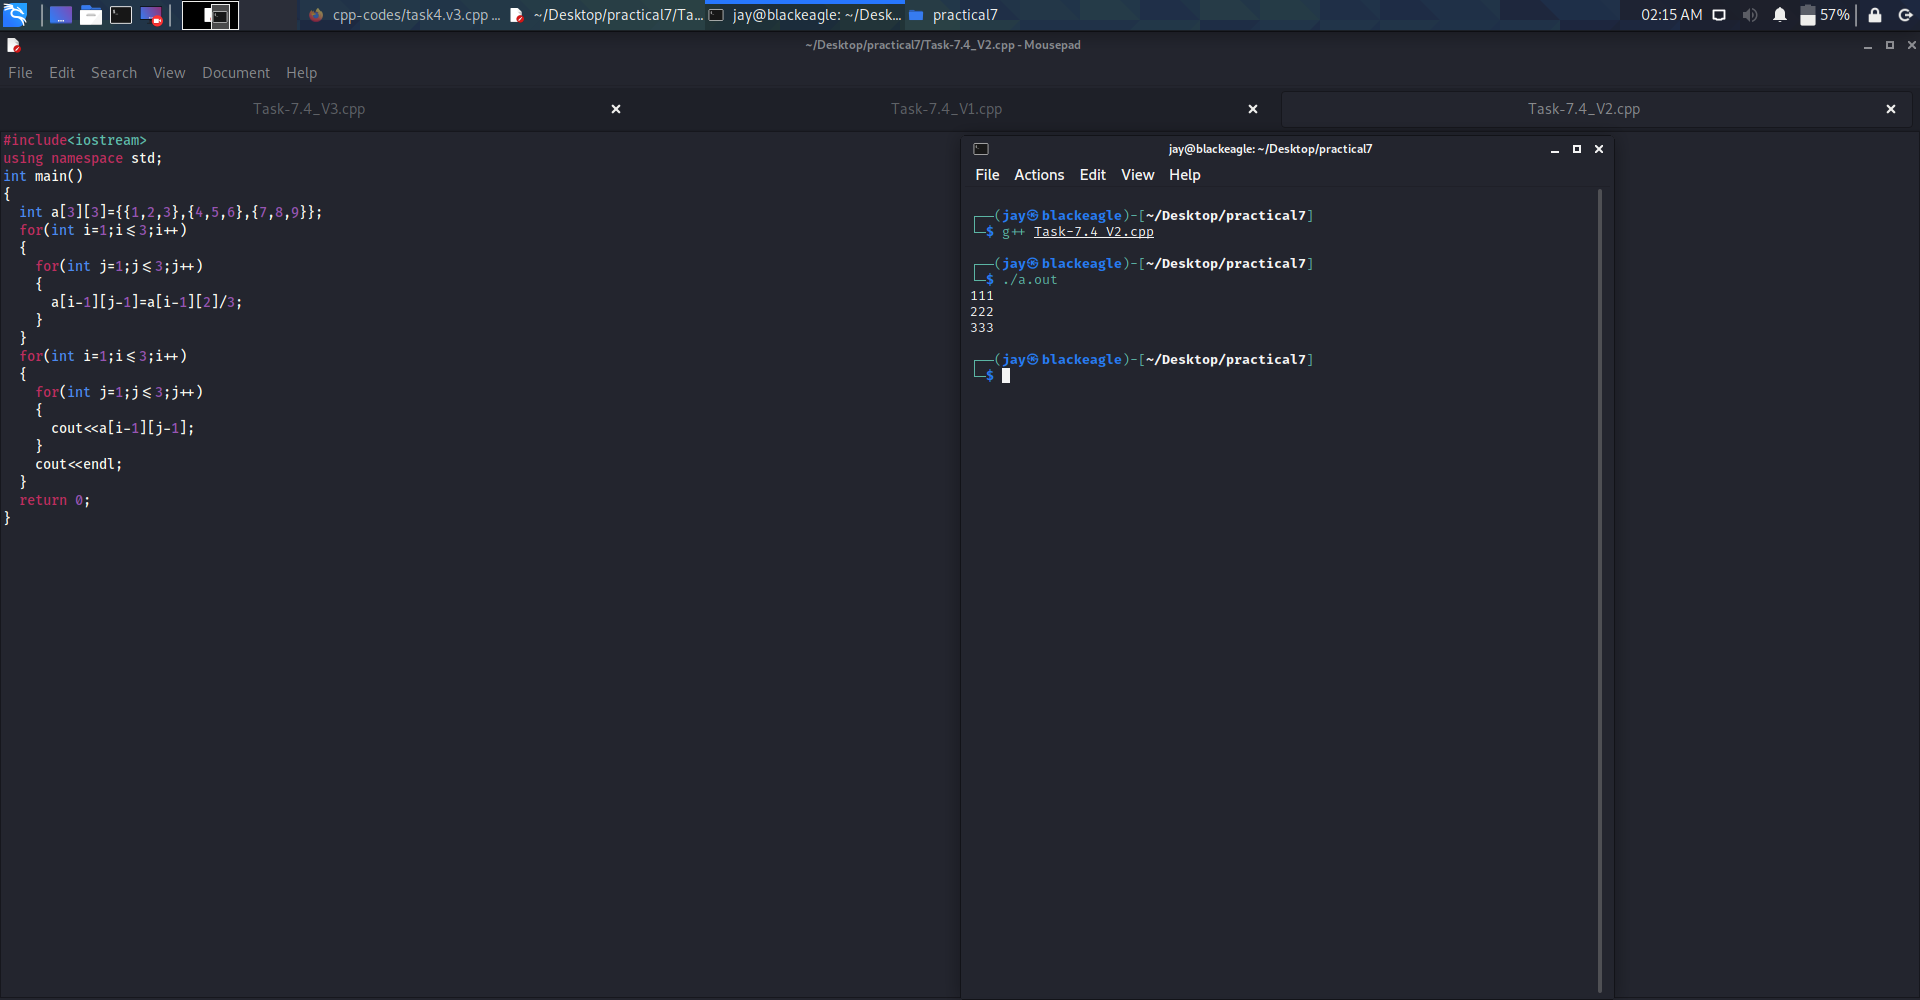 cpp-codes/task4.v3.cpp ...
~/Desktop/practical7/Ta...
jay@blackeagle: ~/Desk...
practical7
02:15 AM
57%
~/Desktop/practical7/Task-7.4_V2.cpp - Mousepad
File Edit Search View Document Help
Task-7.4_V3.cpp
Task-7.4_V1.cpp
Task-7.4_V2.cpp
#include<iostream>
using namespace std;
int main()
{
  int a[3][3]={{1,2,3},{4,5,6},{7,8,9}};
  for(int i=1;i<=3;i++)
  {
    for(int j=1;j<=3;j++)
    {
      a[i-1][j-1]=a[i-1][2]/3;
    }
  }
  for(int i=1;i<=3;i++)
  {
    for(int j=1;j<=3;j++)
    {
      cout<<a[i-1][j-1];
    }
    cout<<endl;
  }
  return 0;
}
jay@blackeagle: ~/Desktop/practical7
File Actions Edit View Help
┌──(jay㉿blackeagle)-[~/Desktop/practical7]
└─$ g++ Task-7.4_V2.cpp
┌──(jay㉿blackeagle)-[~/Desktop/practical7]
└─$ ./a.out
111
222
333
┌──(jay㉿blackeagle)-[~/Desktop/practical7]
└─$